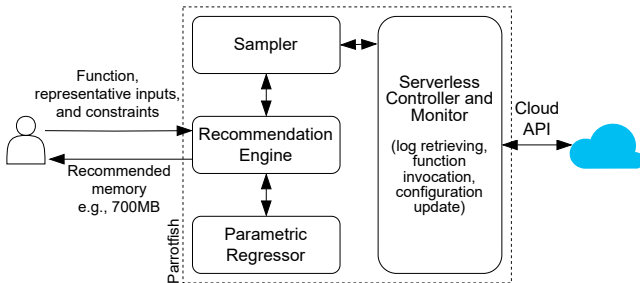 Function,
representative inputs,
and constraints
Recommended
memory
e.g., 700MB
Parrotfish
Sampler
Recommendation
Engine
Parametric
Regressor
Serverless
Controller and
Monitor
(log retrieving,
function
invocation,
configuration
update)
Cloud
API